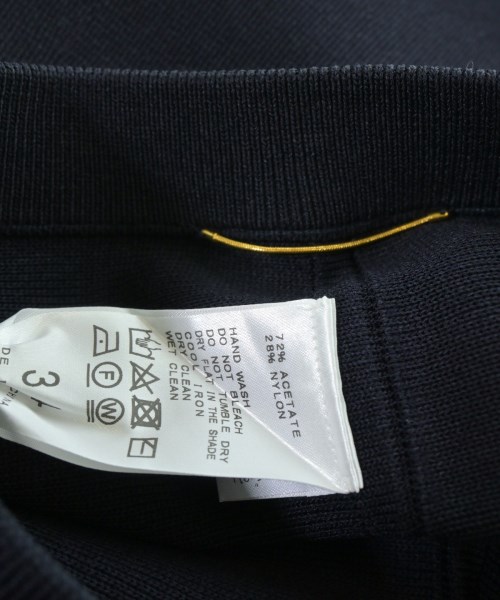 72% ACETATE
28% NYLON
HAND WASH
DO NOT BLEACH
DO NOT TUMBLE DRY
DRY FLAT IN THE SHADE
COOL IRON
DRY CLEAN
WET CLEAN
F
W
3